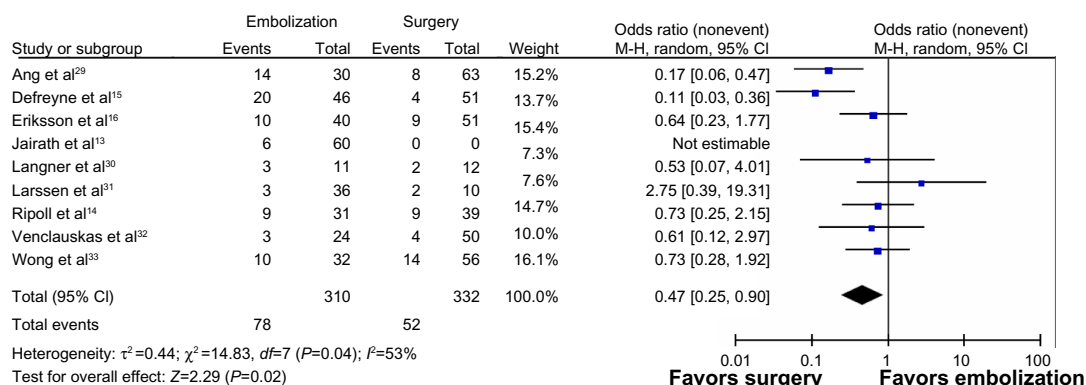 Embolization Surgery Odds ratio (nonevent) Odds ratio (nonevent)
Study or subgroup Events Total Events Total Weight M-H, random, 95% CI M-H, random, 95% CI
Ang et al29 14 30 8 63 15.2% 0.17 [0.06, 0.47]
Defreyne et al15 20 46 4 51 13.7% 0.11 [0.03, 0.36]
Eriksson et al16 10 40 9 51 15.4% 0.64 [0.23, 1.77]
Jairath et al13 6 60 0 0 Not estimable
Langner et al30 3 11 2 12 7.3% 0.53 [0.07, 4.01]
Larssen et al31 3 36 2 10 7.6% 2.75 [0.39, 19.31]
Ripoll et al14 9 31 9 39 14.7% 0.73 [0.25, 2.15]
Venclauskas et al32 3 24 4 50 10.0% 0.61 [0.12, 2.97]
Wong et al33 10 32 14 56 16.1% 0.73 [0.28, 1.92]
Total (95% CI) 310 332 100.0% 0.47 [0.25, 0.90]
Total events 78 52
Heterogeneity: τ²=0.44; χ²=14.83, df=7 (P=0.04); I²=53%
Test for overall effect: Z=2.29 (P=0.02)
0.01 0.1 1 10 100
Favors surgery Favors embolization